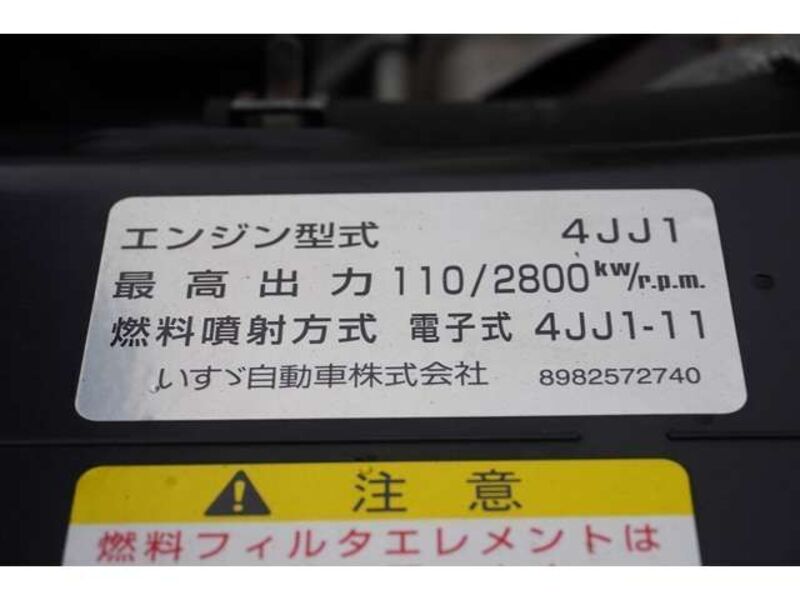 エンジン型式 4JJ1
最高出力 110/2800kw/r.p.m.
燃料噴射方式 電子式 4JJ1-11
いすゞ自動車株式会社 8982572740
注意
燃料フィルタエレメントは